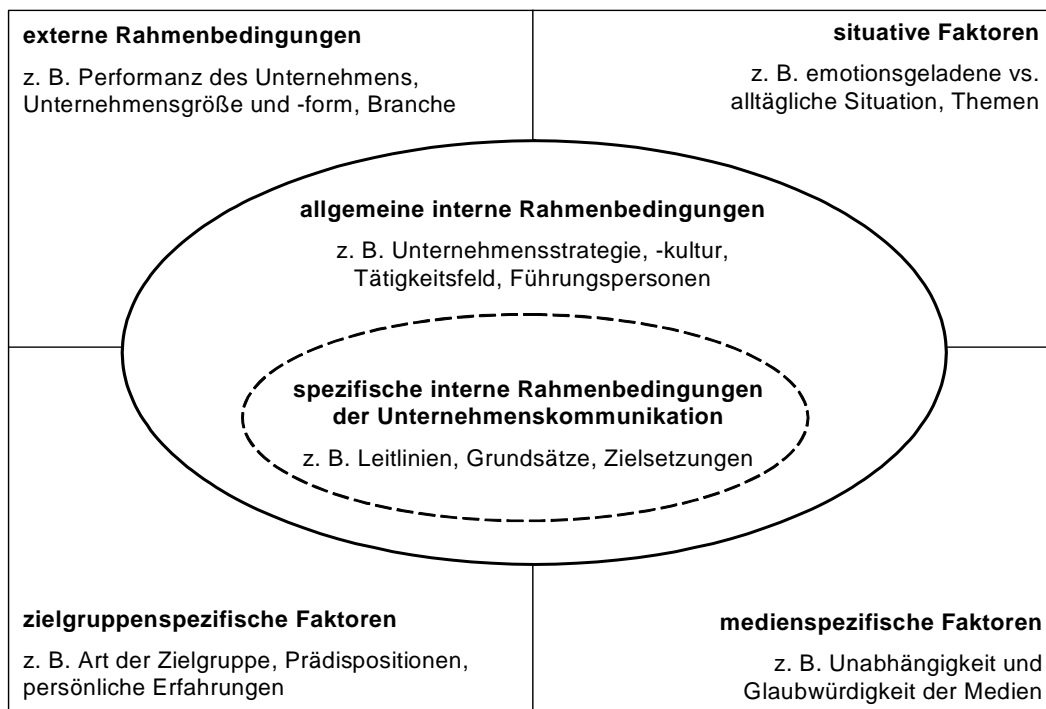 externe Rahmenbedingungen
z. B. Performanz des Unternehmens,
Unternehmensgröße und -form, Branche
situative Faktoren
z. B. emotionsgeladene vs.
alltägliche Situation, Themen
allgemeine interne Rahmenbedingungen
z. B. Unternehmensstrategie, -kultur,
Tätigkeitsfeld, Führungspersonen
spezifische interne Rahmenbedingungen
der Unternehmenskommunikation
z. B. Leitlinien, Grundsätze, Zielsetzungen
zielgruppenspezifische Faktoren
z. B. Art der Zielgruppe, Prädispositionen,
persönliche Erfahrungen
medienspezifische Faktoren
z. B. Unabhängigkeit und
Glaubwürdigkeit der Medien